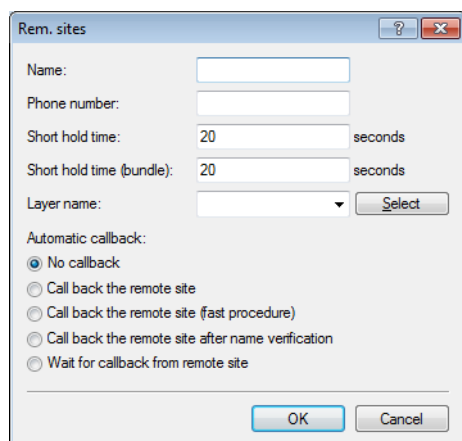 Rem. sites
Name:
Phone number:
Short hold time: 20 seconds
Short hold time (bundle): 20 seconds
Layer name: Select
Automatic callback:
No callback
Call back the remote site
Call back the remote site (fast procedure)
Call back the remote site after name verification
Wait for callback from remote site
OK Cancel